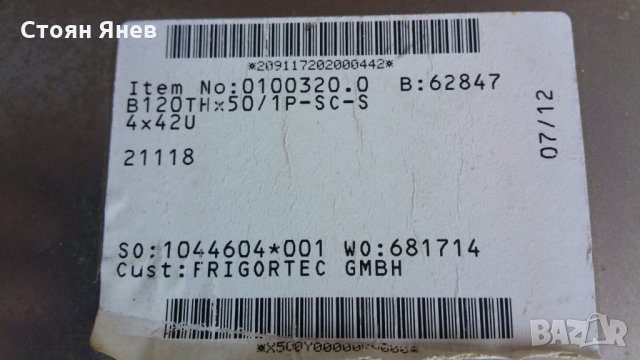 Стоян Янев
*209117202000442*
Item No:0100320.0 B:62847
B120THx50/1P-SC-S
4x42U
21118
07/12
SO:1044604*001 WO:681714
Cust:FRIGORTEC GMBH
BAZAR